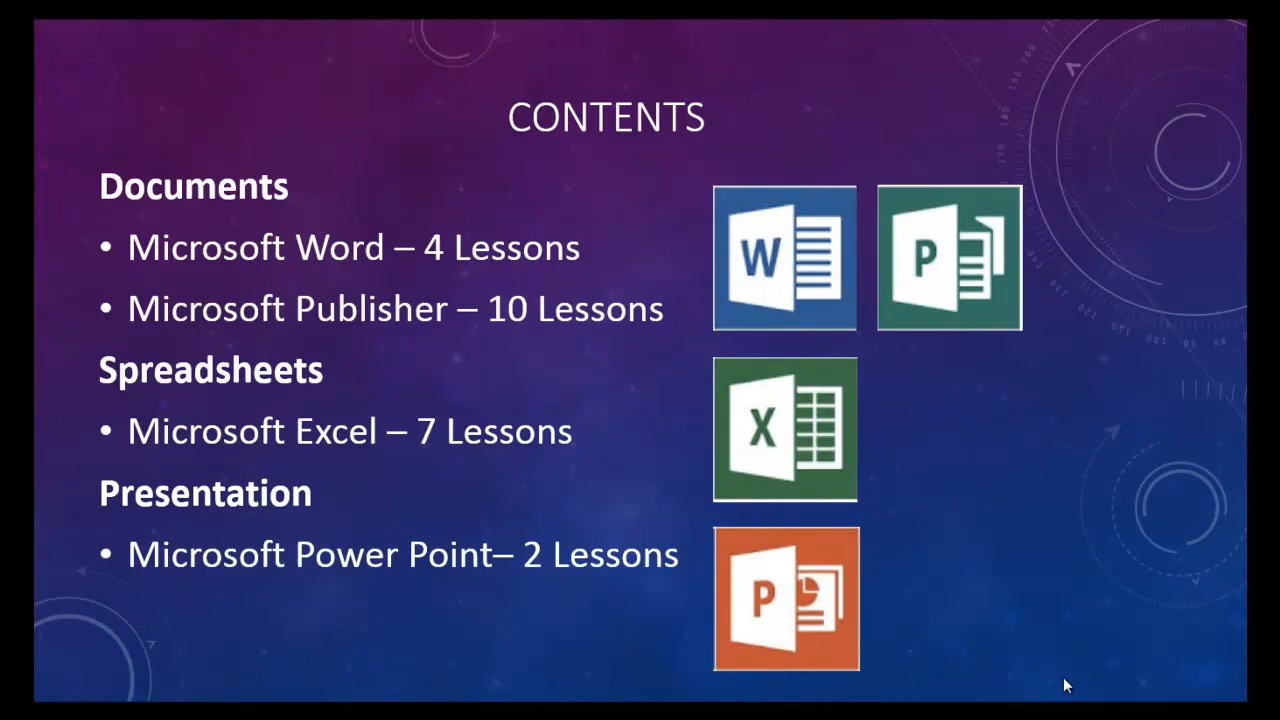 CONTENTS
Documents
• Microsoft Word – 4 Lessons
• Microsoft Publisher – 10 Lessons
Spreadsheets
• Microsoft Excel – 7 Lessons
Presentation
• Microsoft Power Point– 2 Lessons
W
P
X
P